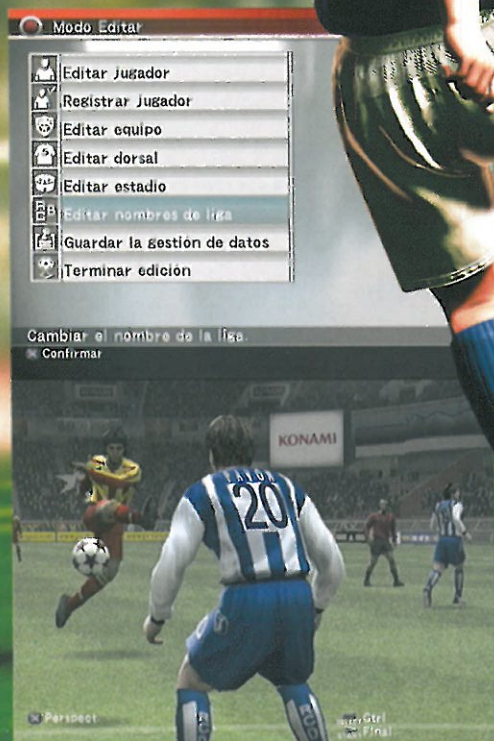 Modo Editar
Editar jugador
Registrar jugador
Editar equipo
Editar dorsal
Editar estadio
Editar nombres de liga
Guardar la gestión de datos
Terminar edición
Cambiar el nombre de la liga.
Confirmar
KONAMI
20
Perspect
Ctrl
Final